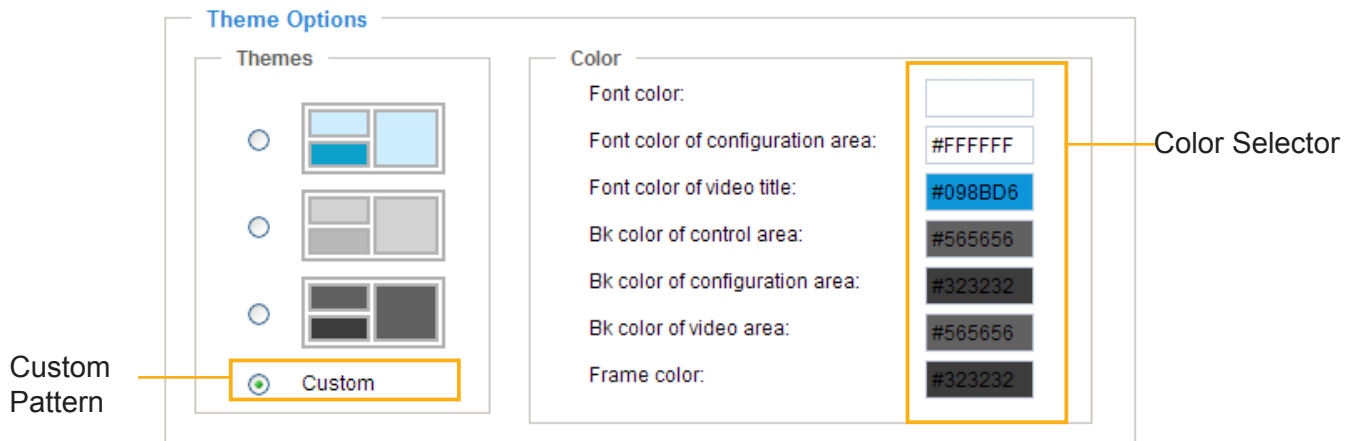 Theme Options
Themes
Custom
Color
Font color:
Font color of configuration area: #FFFFFF
Font color of video title: #098BD6
Bk color of control area: #565656
Bk color of configuration area: #323232
Bk color of video area: #565656
Frame color: #323232
Color Selector
Custom
Pattern